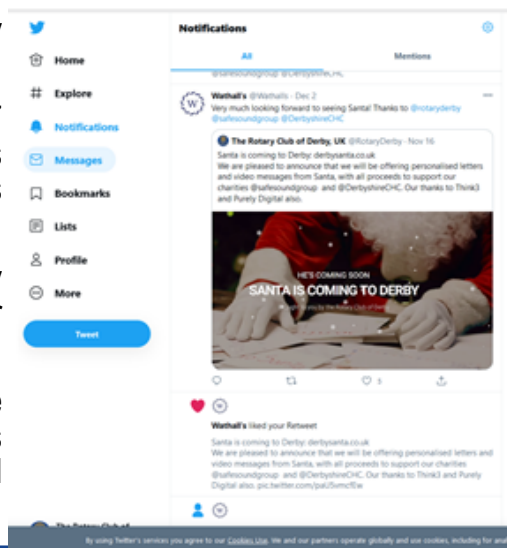 Notifications
Home
Explore
Notifications
Messages
Bookmarks
Lists
Profile
More
Tweet
All Mentions
@safesoundgroup @DerbyshireCHC,
Wathall's @Wathalls · Dec 2
Very much looking forward to seeing Santa! Thanks to @rotaryderby
@safesoundgroup @DerbyshireCHC
The Rotary Club of Derby, UK @RotaryDerby · Nov 16
Santa is coming to Derby: derbysanta.co.uk
We are pleased to announce that we will be offering personalised letters
and video messages from Santa, with all proceeds to support our
charities @safesoundgroup and @DerbyshireCHC. Our thanks to Think3
and Purely Digital also.
HE'S COMING SOON
SANTA IS COMING TO DERBY
to you by the Rotary Club of
3
Wathall's liked your Retweet
Santa is coming to Derby: derbysanta.co.uk
We are pleased to announce that we will be offering personalised letters and
video messages from Santa, with all proceeds to support our charities
@safesoundgroup and @DerbyshireCHC. Our thanks to Think3 and Purely
Digital also.
The Rotary Club of
By using Twitter's services you agree to our Cookies Use. We and our partners operate globally and use cookies, including for